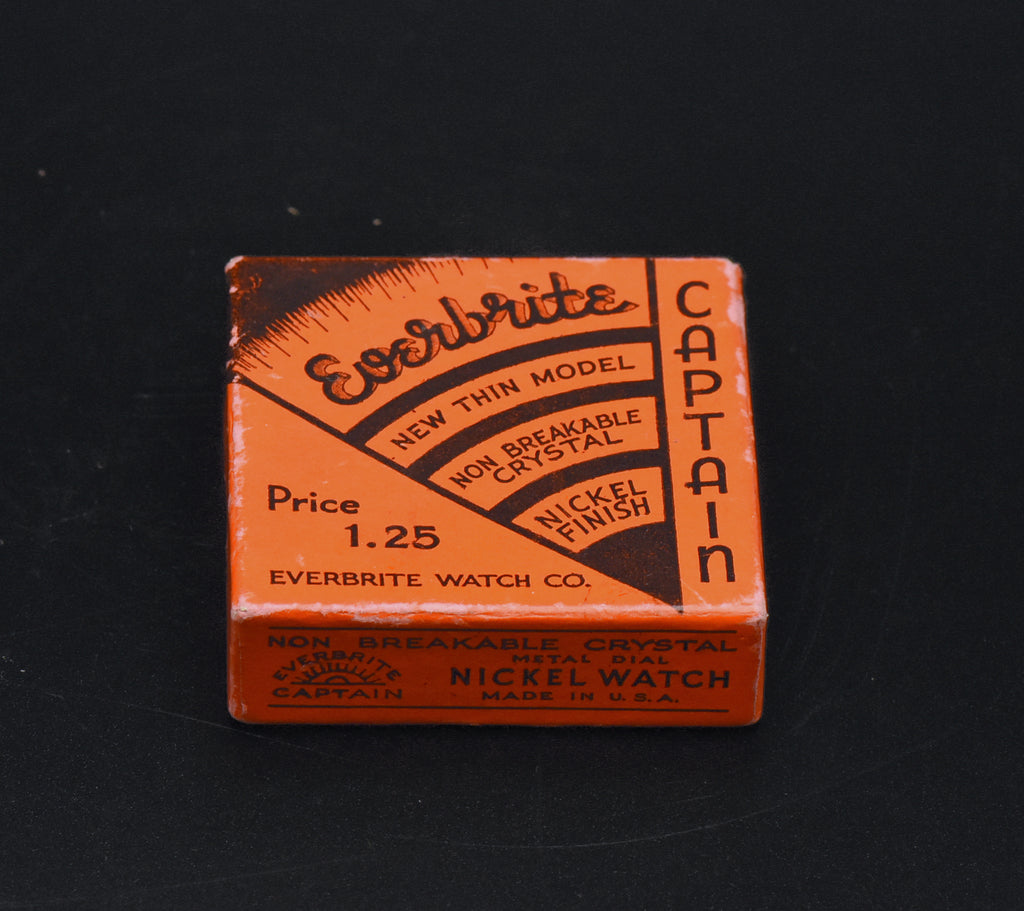 Everbrite
NEW THIN MODEL
NON BREAKABLE
CRYSTAL
NICKEL
FINISH
CAPTAIN
Price
1.25
EVERBRITE WATCH CO.
NON BREAKABLE CRYSTAL
EVERBRITE
CAPTAIN
METAL DIAL
NICKEL WATCH
MADE IN U.S.A.